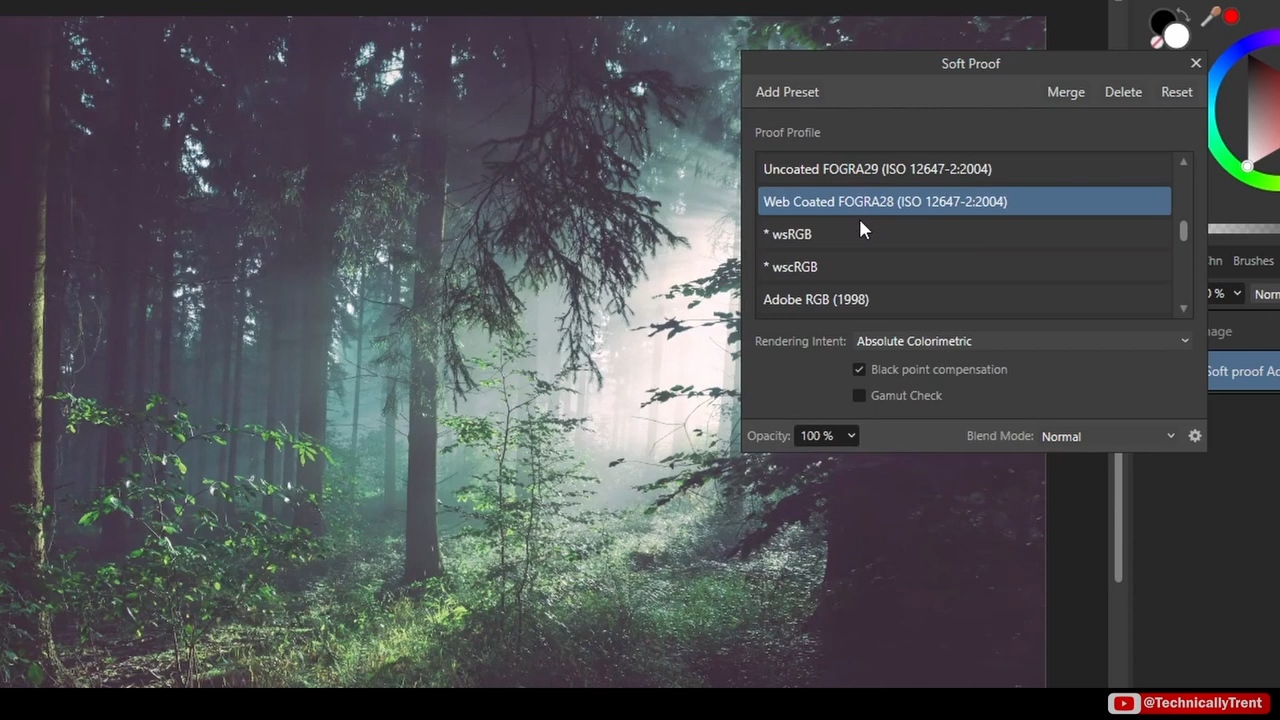 Soft Proof
Add Preset
Merge
Delete
Reset
Proof Profile
Uncoated FOGRA29 (ISO 12647-2:2004)
Web Coated FOGRA28 (ISO 12647-2:2004)
* wsRGB
* wscRGB
Adobe RGB (1998)
Rendering Intent: Absolute Colorimetric
Black point compensation
Gamut Check
Opacity: 100 %
Blend Mode: Normal
Brushes
Soft proof
@TechnicallyTrent